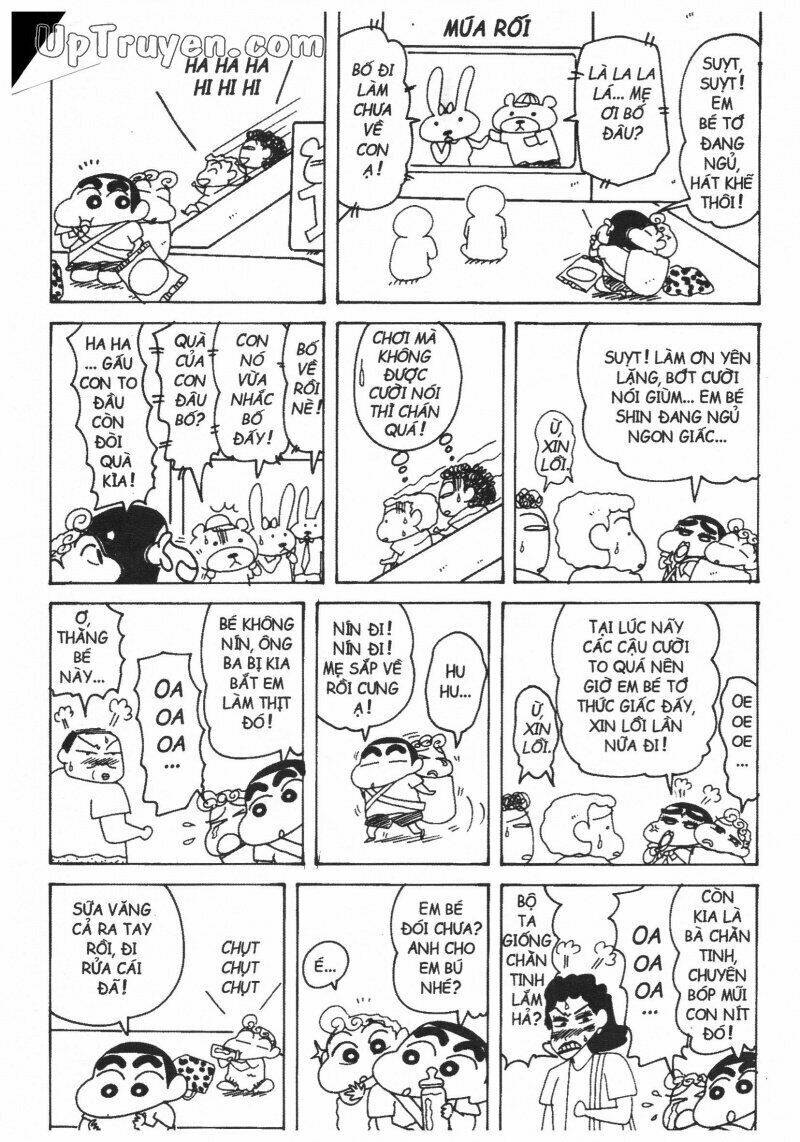 UpTruyen.com
HA HA HA
HI HI HI
MÚA RỐI
BỐ ĐI
LÀM
CHƯA
VỀ
CON
Ạ!
LÀ LA LA
LÁ... MẸ
ƠI BỐ
ĐÂU?
SUỴT,
SUỴT!
EM
BÉ TỚ
ĐANG
NGỦ,
HÁT KHẼ
THÔI!
HA HA
... GẤU
CON TO
ĐẦU
CÒN
ĐÒI
QUÀ
KIA!
QUÀ
CỦA
CON
ĐÂU
BỐ?
CON
NÓ
VỪA
NHẮC
BỐ
ĐẤY!
BỐ
VỀ
RỒI
NÈ!
CHƠI MÀ
KHÔNG
ĐƯỢC
CƯỜI NÓI
THÌ CHÁN
QUÁ!
Ừ,
XIN
LỖI.
SUỴT! LÀM ƠN YÊN
LẶNG, BỚT CƯỜI
NÓI GIÙM... EM BÉ
SHIN ĐANG NGỦ
NGON GIẤC...
Ơ,
THẰNG
BÉ
NÀY...
OA
OA
OA
...
BÉ KHÔNG
NÍN, ÔNG
BA BỊ KIA
BẮT EM
LÀM THỊT
ĐÓ!
NÍN ĐI!
NÍN ĐI!
MẸ SẮP VỀ
RỒI CƯNG
Ạ!
HU
HU...
Ừ,
XIN
LỖI.
TẠI LÚC NÃY
CÁC CẬU CƯỜI
TO QUÁ NÊN
GIỜ EM BÉ TỚ
THỨC GIẤC ĐẤY,
XIN LỖI LẦN
NỮA ĐI!
OE
OE
OE
...
SỮA VĂNG
CẢ RA TAY
RỒI, ĐI
RỬA CÁI
ĐÃ!
CHỤT
CHỤT
CHỤT
É...
EM BÉ
ĐÓI CHƯA?
ANH CHO
EM BÚ
NHÉ?
BỘ
TA
GIỐNG
CHẰN
TINH
LẮM
HẢ?
OA
OA
OA
...
CÒN
KIA LÀ
BÀ CHẰN
TINH,
CHUYÊN
BÓP MŨI
CON NÍT
ĐÓ!